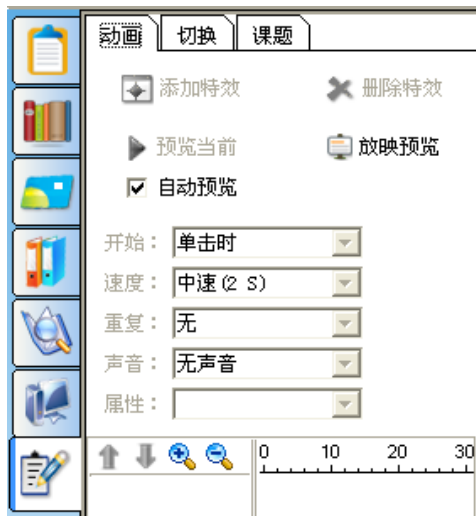 动画 切换 课题
添加特效 删除特效
预览当前 放映预览
自动预览
开始： 单击时
速度： 中速(2 S)
重复： 无
声音： 无声音
属性：
0 10 20 30